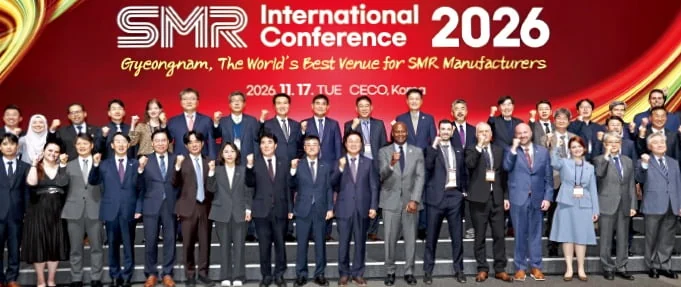 SMR International
Conference 2026
Gyeongnam, The World's Best Venue for SMR Manufacturers
2026 11.17. TUE CECO, Korea